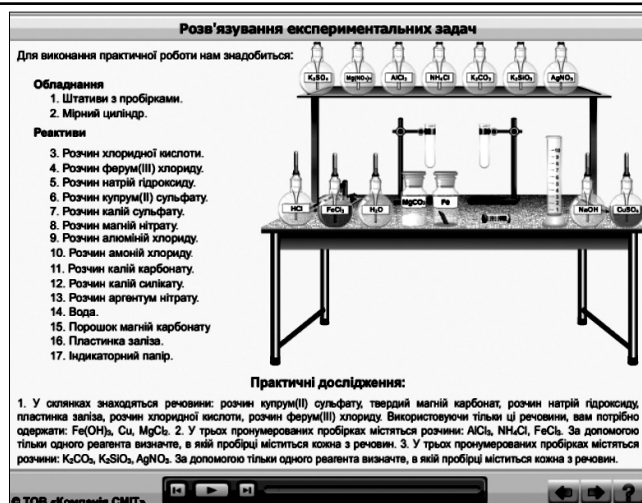 Розв'язування експериментальних задач
Для виконання практичної роботи нам знадобиться:
Обладнання
1. Штативи з пробірками.
2. Мірний циліндр.
Реактиви
3. Розчин хлоридної кислоти.
4. Розчин ферум(III) хлориду.
5. Розчин натрій гідроксиду.
6. Розчин купрум(II) сульфату.
7. Розчин калій сульфату.
8. Розчин магній нітрату.
9. Розчин алюміній хлориду.
10. Розчин амоній хлориду.
11. Розчин калій карбонату.
12. Розчин калій силікату.
13. Розчин аргентум нітрату.
14. Вода.
15. Порошок магній карбонату
16. Пластинка заліза.
17. Індикаторний папір.
K₂SO₄ Mg(NO₃)₂ AlCl₃ NH₄Cl K₂CO₃ K₂SiO₃ AgNO₃
HCl FeCl₃ H₂O MgCO₃ Fe NaOH CuSO₄
Практичні дослідження:
1. У склянках знаходяться речовини: розчин купрум(II) сульфату, твердий магній карбонат, розчин натрій гідроксиду,
пластинка заліза, розчин хлоридної кислоти, розчин ферум(III) хлориду. Використовуючи тільки ці речовини, вам потрібно
одержати: Fe(OH)₃, Cu, MgCl₂. 2. У трьох пронумерованих пробірках містяться розчини: AlCl₃, NH₄Cl, FeCl₃. За допомогою
тільки одного реагента визначте, в якій пробірці міститься кожна з речовин. 3. У трьох пронумерованих пробірках містяться
розчини: K₂CO₃, K₂SiO₃, AgNO₃. За допомогою тільки одного реагента визначте, в якій пробірці міститься кожна з речовин.
© ТОВ «Компанія СМІТ»
?